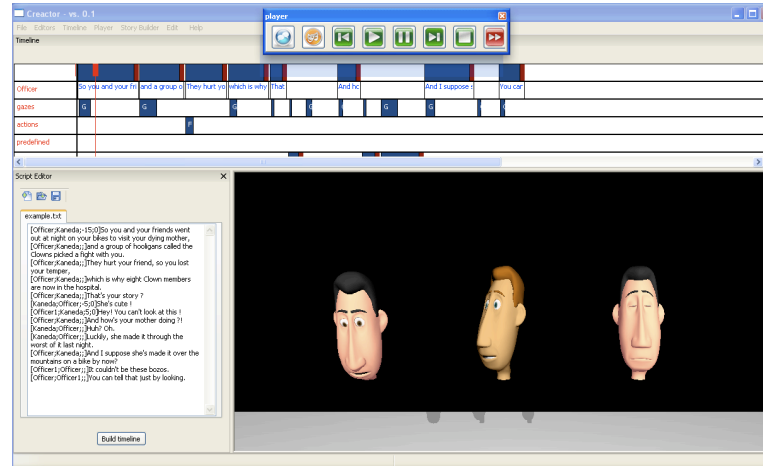 Creactor - vs. 0.1
player
File Editors Timeline Player Story Builder Edit Help
Timeline
Officer So you and your fri and a group o They hurt yo which is why That And ho And I suppose s You can
gazes G G G G G G
actions F
predefined
Script Editor
example.txt
[Officer;Kaneda;-15;0]So you and your friends went
out at night on your bikes to visit your dying mother,
[Officer;Kaneda;;]and a group of hooligans called the
Clowns picked a fight with you.
[Officer;Kaneda;;]They hurt your friend, so you lost
your temper,
[Officer;Kaneda;;]which is why eight Clown members
are now in the hospital.
[Officer;Kaneda;;]That's your story ?
[Kaneda;Officer;-5;0]She's cute !
[Officer1;Kaneda;5;0]Hey! You can't look at this !
[Officer;Kaneda;;]And how's your mother doing ?!
[Kaneda;Officer;;]Huh? Oh.
[Kaneda;Officer;;]Luckily, she made it through the
worst of it last night.
[Officer;Kaneda;;]And I suppose she's made it over the
mountains on a bike by now?
[Officer1;Officer;;]It couldn't be these bozos.
[Officer;Officer1;;]You can tell that just by looking.
Build timeline